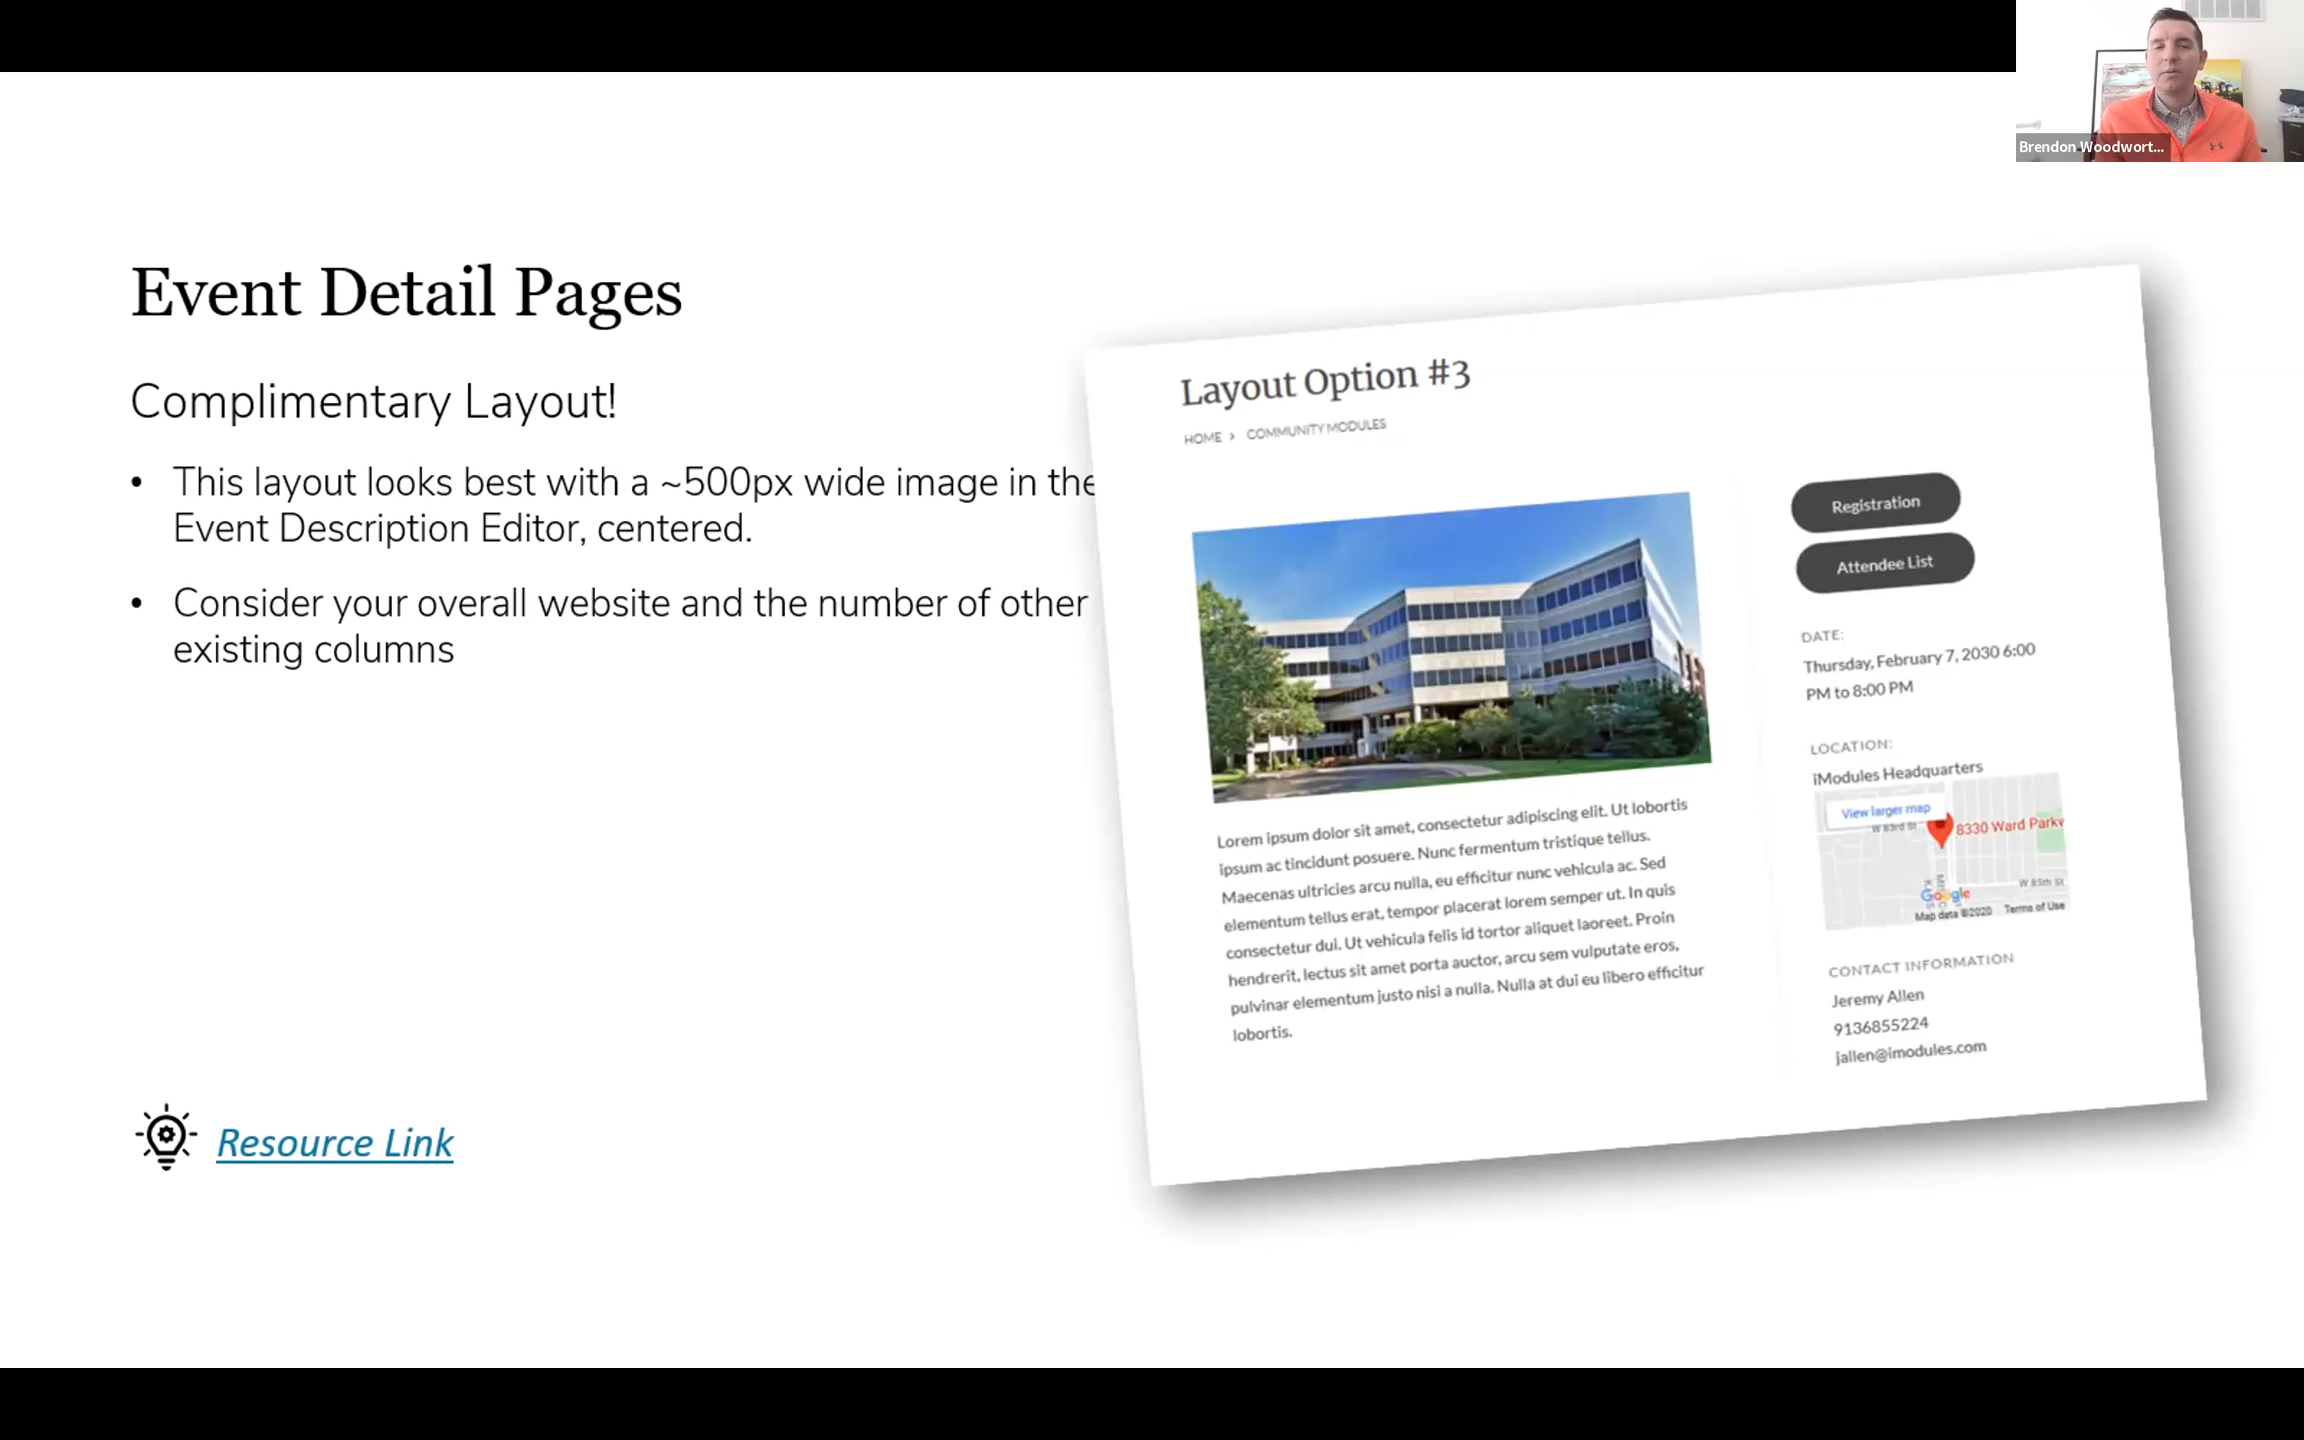 Brendon Woodwort...
Event Detail Pages
Complimentary Layout!
• This layout looks best with a ~500px wide image in the
Event Description Editor, centered.
• Consider your overall website and the number of other
existing columns
Resource Link
Layout Option #3
HOME > COMMUNITY MODULES
Lorem ipsum dolor sit amet, consectetur adipiscing elit. Ut lobortis
ipsum ac tincidunt posuere. Nunc fermentum tristique tellus.
Maecenas ultricies arcu nulla, eu efficitur nunc vehicula ac. Sed
elementum tellus erat, tempor placerat lorem semper ut. In quis
consectetur dui. Ut vehicula felis id tortor aliquet laoreet. Proin
hendrerit, lectus sit amet porta auctor, arcu sem vulputate eros,
pulvinar elementum justo nisi a nulla. Nulla at dui eu libero efficitur
lobortis.
Registration
Attendee List
DATE:
Thursday, February 7, 2030 6:00
PM to 8:00 PM
LOCATION:
iModules Headquarters
View larger map
W 83rd St
8330 Ward Parkv
W 85th St
Google
Map data ©2020 Terms of Use
CONTACT INFORMATION
Jeremy Allen
9136855224
jallen@imodules.com